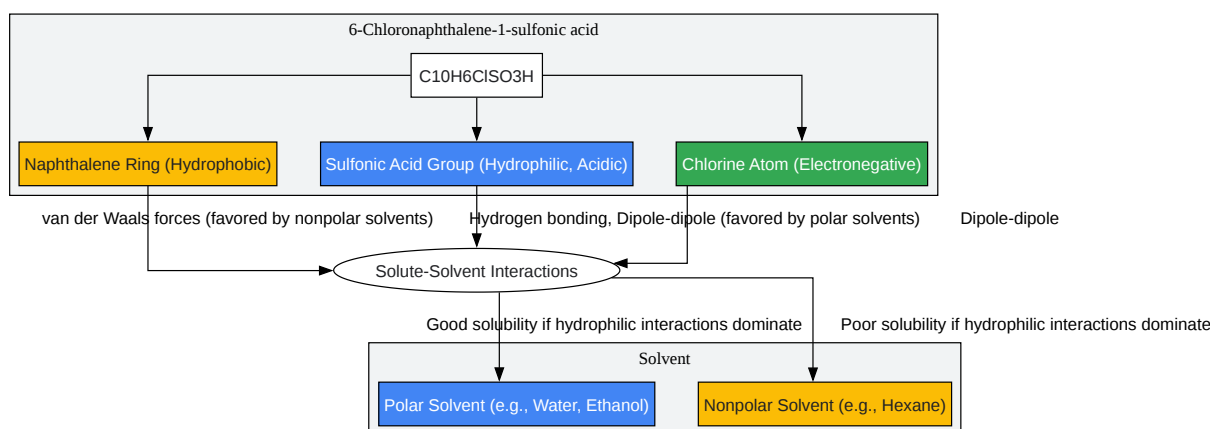 6-Chloronaphthalene-1-sulfonic acid
C10H6ClSO3H
Naphthalene Ring (Hydrophobic)
Sulfonic Acid Group (Hydrophilic, Acidic)
Chlorine Atom (Electronegative)
van der Waals forces (favored by nonpolar solvents)
Hydrogen bonding, Dipole-dipole (favored by polar solvents)
Dipole-dipole
Solute-Solvent Interactions
Good solubility if hydrophilic interactions dominate
Poor solubility if hydrophilic interactions dominate
Solvent
Polar Solvent (e.g., Water, Ethanol)
Nonpolar Solvent (e.g., Hexane)